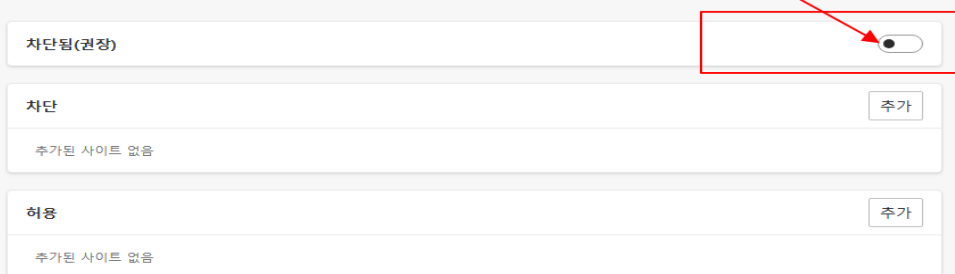 차단됨(권장)
차단
추가
추가된 사이트 없음
허용
추가
추가된 사이트 없음